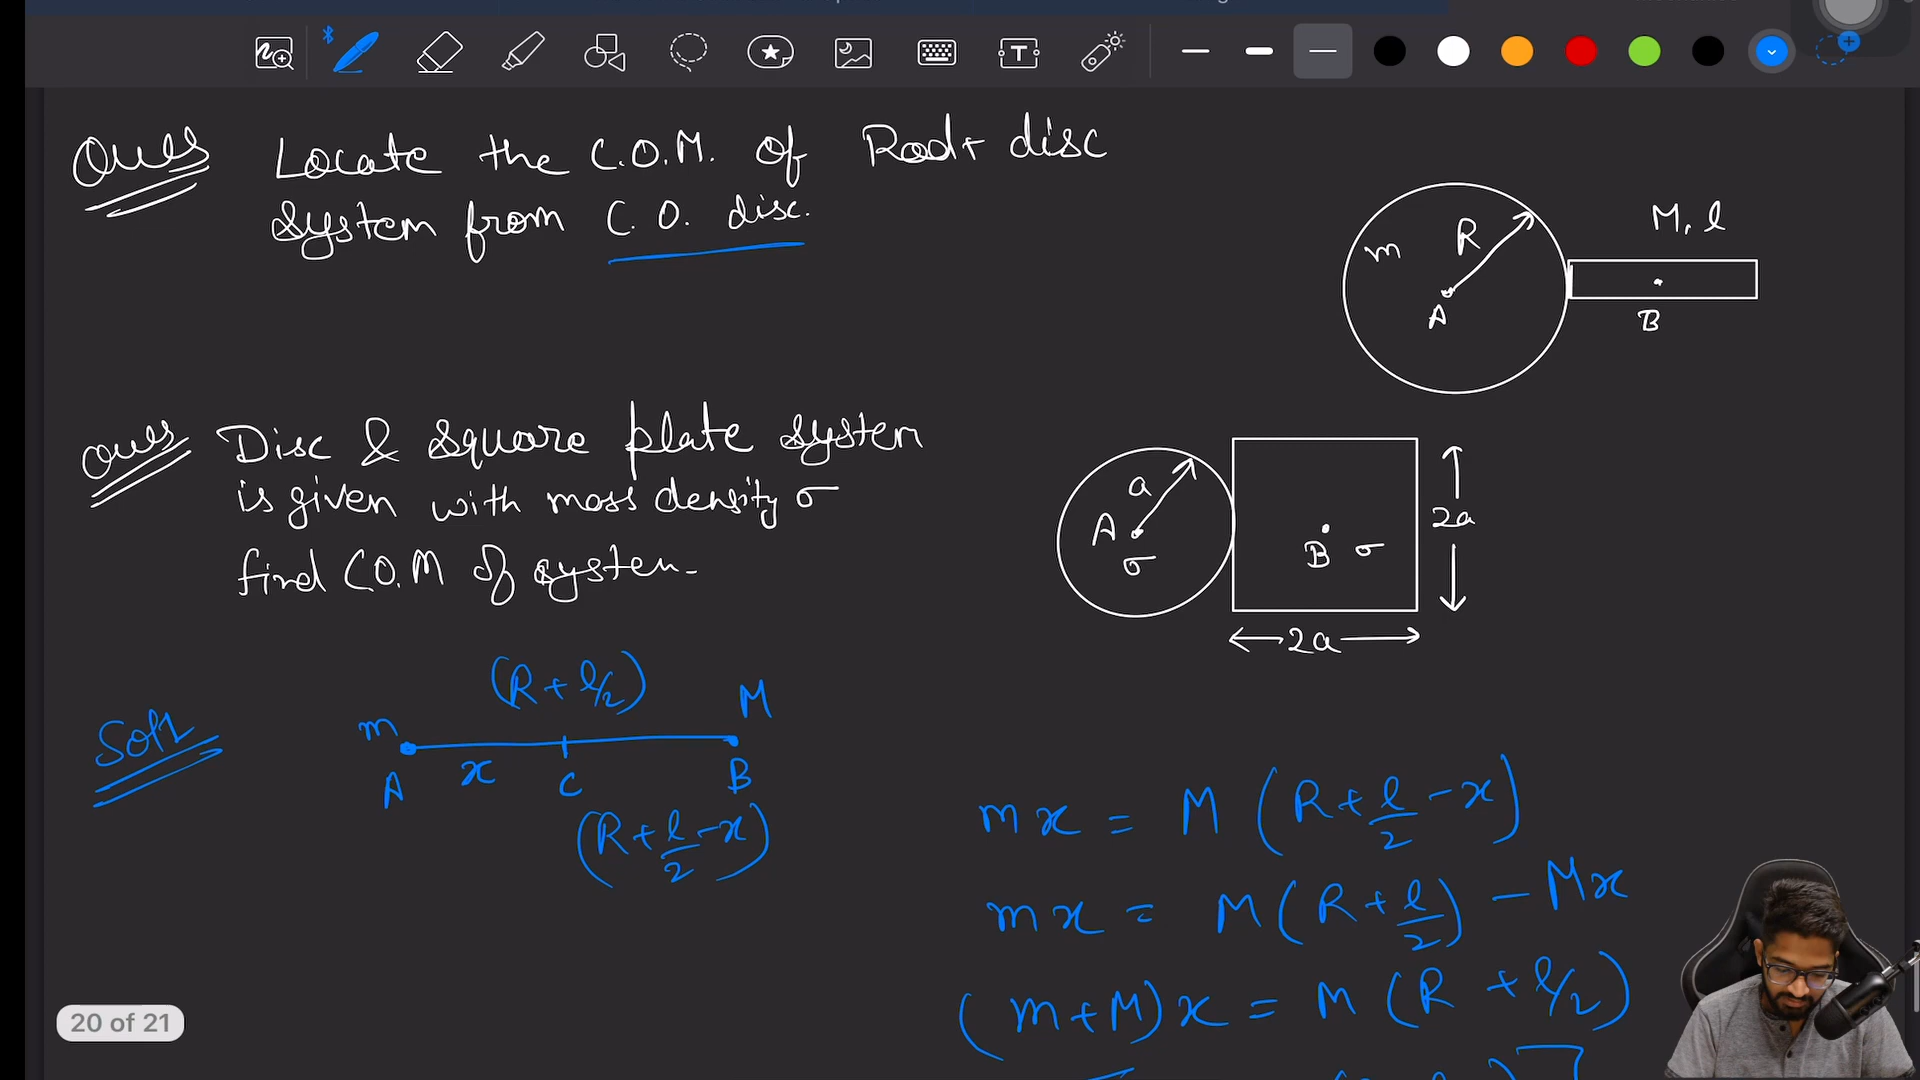 Ques Locate the C.O.M. of Rod + disc
system from C.O. disc.
m R A
M, l
B
Ques Disc & square plate system
is given with mass density σ
find C.O.M of system.
a A σ
B σ
2a
2a
Soln
(R + l/2)
m M
A x C B
(R + l/2 - x)
mx = M (R + l/2 - x)
mx = M (R + l/2) - Mx
(m + M) x = M (R + l/2)
20 of 21